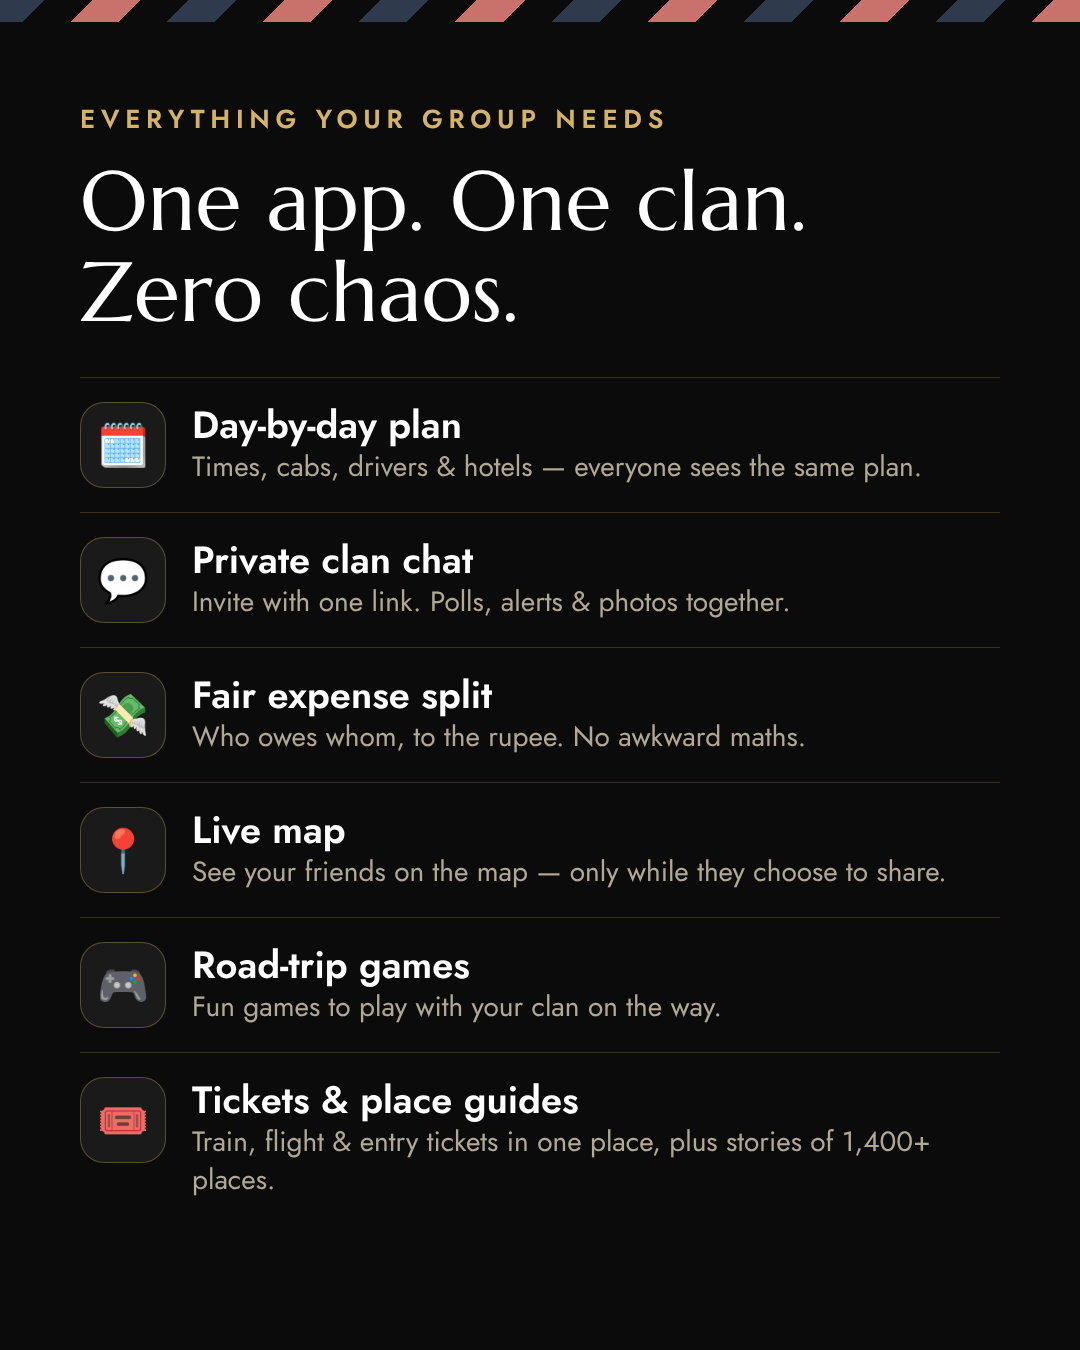 EVERYTHING YOUR GROUP NEEDS
One app. One clan.
Zero chaos.
Day-by-day plan
Times, cabs, drivers & hotels — everyone sees the same plan.
Private clan chat
Invite with one link. Polls, alerts & photos together.
Fair expense split
Who owes whom, to the rupee. No awkward maths.
Live map
See your friends on the map — only while they choose to share.
Road-trip games
Fun games to play with your clan on the way.
Tickets & place guides
Train, flight & entry tickets in one place, plus stories of 1,400+
places.